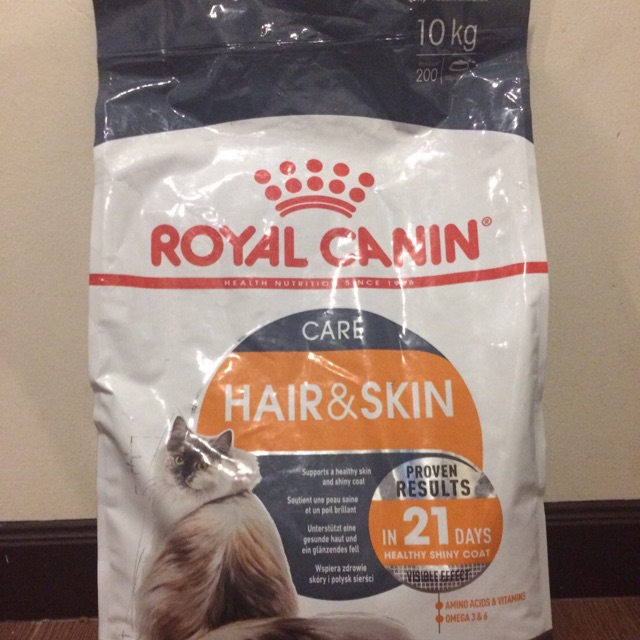 10 kg
200
ROYAL CANIN®
HEALTH NUTRITION SINCE 1968
CARE
HAIR&SKIN
Supports a healthy skin
and shiny coat
Soutient une peau saine
et un poil brillant
Unterstützt eine
gesunde haut und
ein glänzendes fell
Wspiera zdrowie
skóry i połysk sierści
PROVEN
RESULTS
IN 21 DAYS
HEALTHY SHINY COAT
VISIBLE EFFECT
AMINO ACIDS & VITAMINS
OMEGA 3 & 6